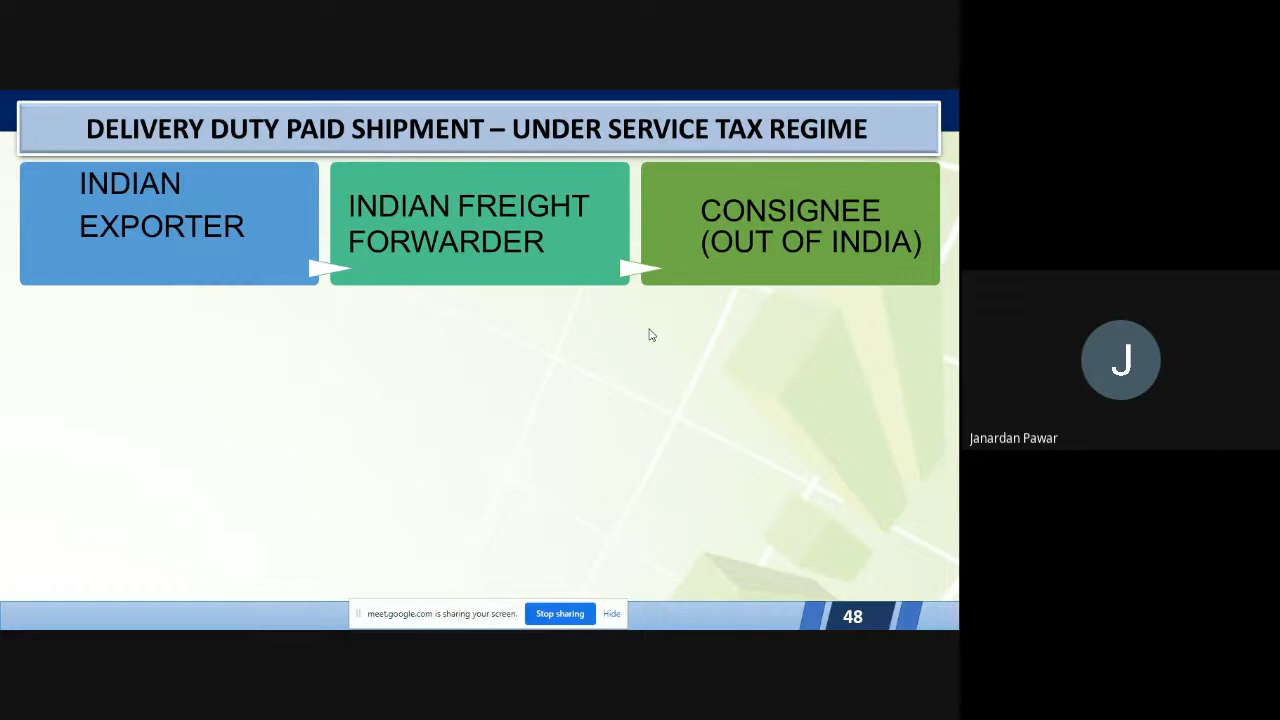 DELIVERY DUTY PAID SHIPMENT – UNDER SERVICE TAX REGIME
INDIAN
EXPORTER
INDIAN FREIGHT
FORWARDER
CONSIGNEE
(OUT OF INDIA)
J
Janardan Pawar
meet.google.com is sharing your screen.
Stop sharing
Hide
48